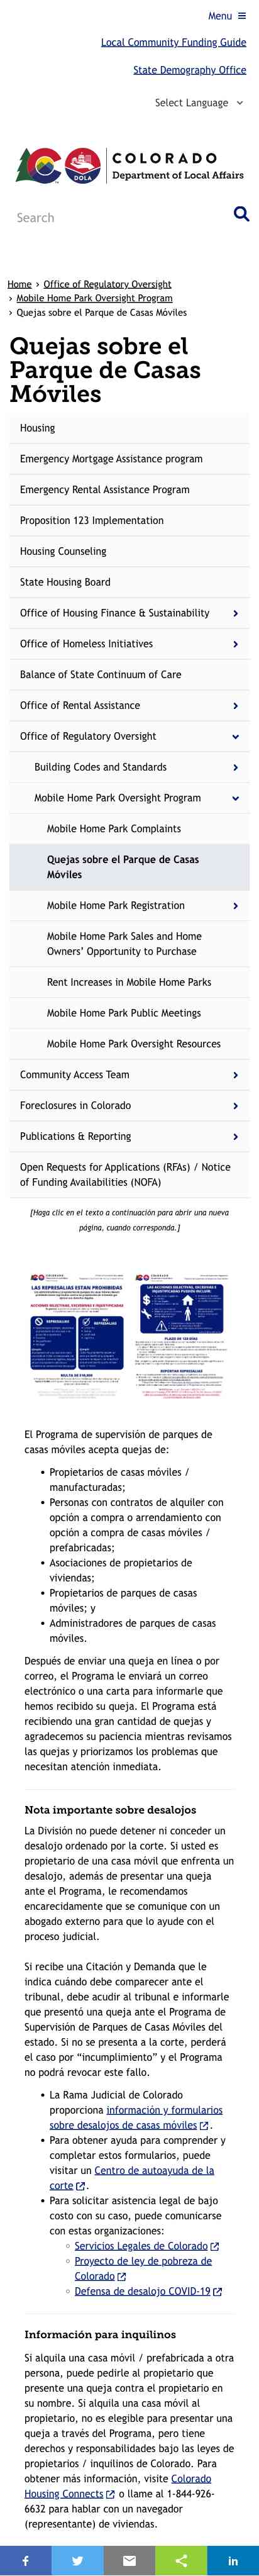 Menu
Local Community Funding Guide
State Demography Office
Select Language
COLORADO
Department of Local Affairs
CO
DOLA
Search
Home › Office of Regulatory Oversight
› Mobile Home Park Oversight Program
› Quejas sobre el Parque de Casas Móviles
Quejas sobre el
Parque de Casas
Móviles
Housing
Emergency Mortgage Assistance program
Emergency Rental Assistance Program
Proposition 123 Implementation
Housing Counseling
State Housing Board
Office of Housing Finance & Sustainability
Office of Homeless Initiatives
Balance of State Continuum of Care
Office of Rental Assistance
Office of Regulatory Oversight
Building Codes and Standards
Mobile Home Park Oversight Program
Mobile Home Park Complaints
Quejas sobre el Parque de Casas
Móviles
Mobile Home Park Registration
Mobile Home Park Sales and Home
Owners' Opportunity to Purchase
Rent Increases in Mobile Home Parks
Mobile Home Park Public Meetings
Mobile Home Park Oversight Resources
Community Access Team
Foreclosures in Colorado
Publications & Reporting
Open Requests for Applications (RFAs) / Notice
of Funding Availabilities (NOFA)
[Haga clic en el texto a continuación para abrir una nueva
página, cuando corresponda.]
LAS REPRESALIAS ESTÁN PROHIBIDAS
El Programa de supervisión de parques de
casas móviles acepta quejas de:
• Propietarios de casas móviles /
manufacturadas;
• Personas con contratos de alquiler con
opción a compra o arrendamiento con
opción a compra de casas móviles /
prefabricadas;
• Asociaciones de propietarios de
viviendas;
• Propietarios de parques de casas
móviles; y
• Administradores de parques de casas
móviles.
Después de enviar una queja en línea o por
correo, el Programa le enviará un correo
electrónico o una carta para informarle que
hemos recibido su queja. El Programa está
recibiendo una gran cantidad de quejas y
agradecemos su paciencia mientras revisamos
las quejas y priorizamos los problemas que
necesitan atención inmediata.
Nota importante sobre desalojos
La División no puede detener ni conceder un
desalojo ordenado por la corte. Si usted es
propietario de una casa móvil que enfrenta un
desalojo, además de presentar una queja
ante el Programa, le recomendamos
encarecidamente que se comunique con un
abogado externo para que lo ayude con el
proceso judicial.
Si recibe una Citación y Demanda que le
indica cuándo debe comparecer ante el
tribunal, debe acudir al tribunal e informarle
que presentó una queja ante el Programa de
Supervisión de Parques de Casas Móviles del
estado. Si no se presenta a la corte, perderá
el caso por “incumplimiento” y el Programa
no podrá revocar este fallo.
• La Rama Judicial de Colorado
proporciona información y formularios
sobre desalojos de casas móviles.
• Para obtener ayuda para comprender y
completar estos formularios, puede
visitar un Centro de autoayuda de la
corte.
• Para solicitar asistencia legal de bajo
costo con su caso, puede comunicarse
con estas organizaciones:
◦ Servicios Legales de Colorado
◦ Proyecto de ley de pobreza de
Colorado
◦ Defensa de desalojo COVID-19
Información para inquilinos
Si alquila una casa móvil / prefabricada a otra
persona, puede pedirle al propietario que
presente una queja contra el propietario en
su nombre. Si alquila una casa móvil al
propietario, no es elegible para presentar una
queja a través del Programa, pero tiene
derechos y responsabilidades bajo las leyes de
propietarios / inquilinos de Colorado. Para
obtener más información, visite Colorado
Housing Connects o llame al 1-844-926-
6632 para hablar con un navegador
(representante) de viviendas.